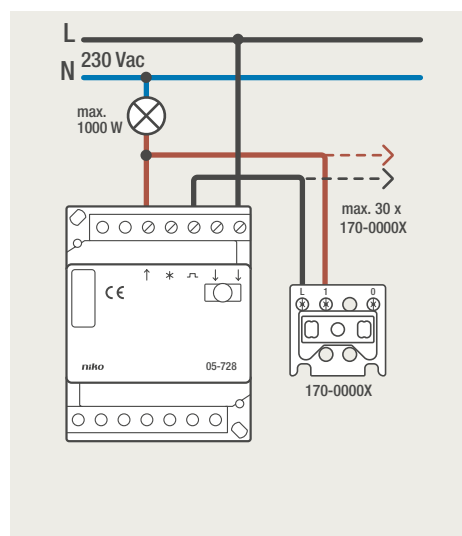 L
230 Vac
N
max.
1000 W
max. 30 x
170-0000X
↑ * ⎍ ↓ ↓
CE
L 1 0
niko 05-728
170-0000X